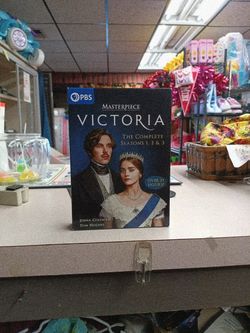 PBS
MASTERPIECE
VICTORIA
THE COMPLETE
SEASONS 1, 2 & 3
JENNA COLEMAN
TOM HUGHES